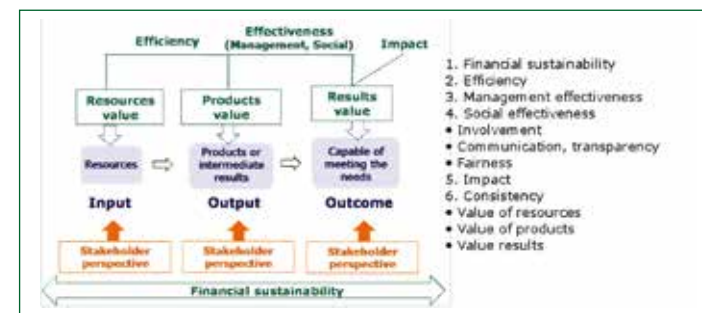 Effectiveness
(Management, Social)
Efficiency
Impact
Resources
value
Products
value
Results
value
Resources
Products or
intermediate
results
Capable of
meeting the
needs
Input
Output
Outcome
Stakeholder
perspective
Stakeholder
perspective
Stakeholder
perspective
Financial sustainability
1. Financial sustainability
2. Efficiency
3. Management effectiveness
4. Social effectiveness
• Involvement
• Communication, transparency
• Fairness
5. Impact
6. Consistency
• Value of resources
• Value of products
• Value results